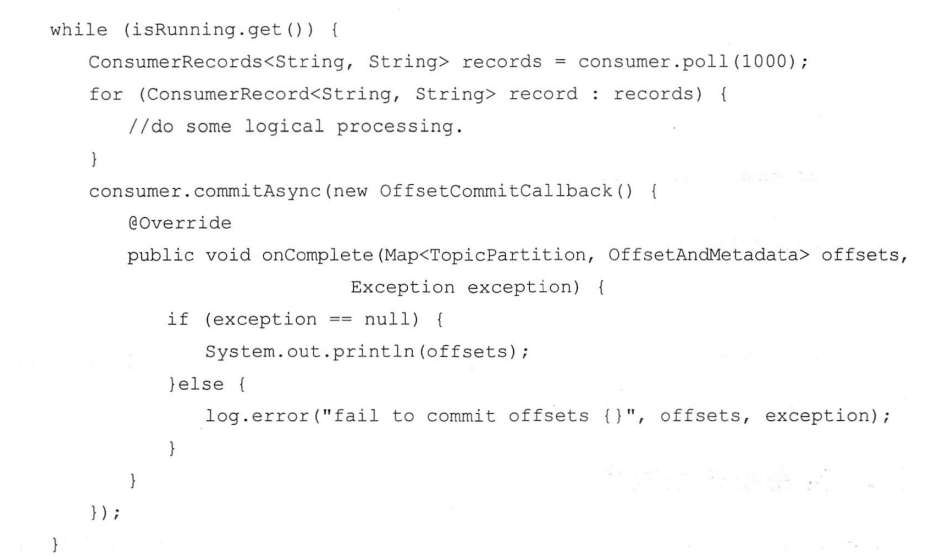 while (isRunning.get()) {
ConsumerRecords<String, String> records = consumer.poll(1000);
for (ConsumerRecord<String, String> record : records) {
//do some logical processing.
}
consumer.commitAsync(new OffsetCommitCallback() {
@Override
public void onComplete(Map<TopicPartition, OffsetAndMetadata> offsets,
Exception exception) {
if (exception == null) {
System.out.println(offsets);
}else {
log.error("fail to commit offsets {}", offsets, exception);
}
}
});
}